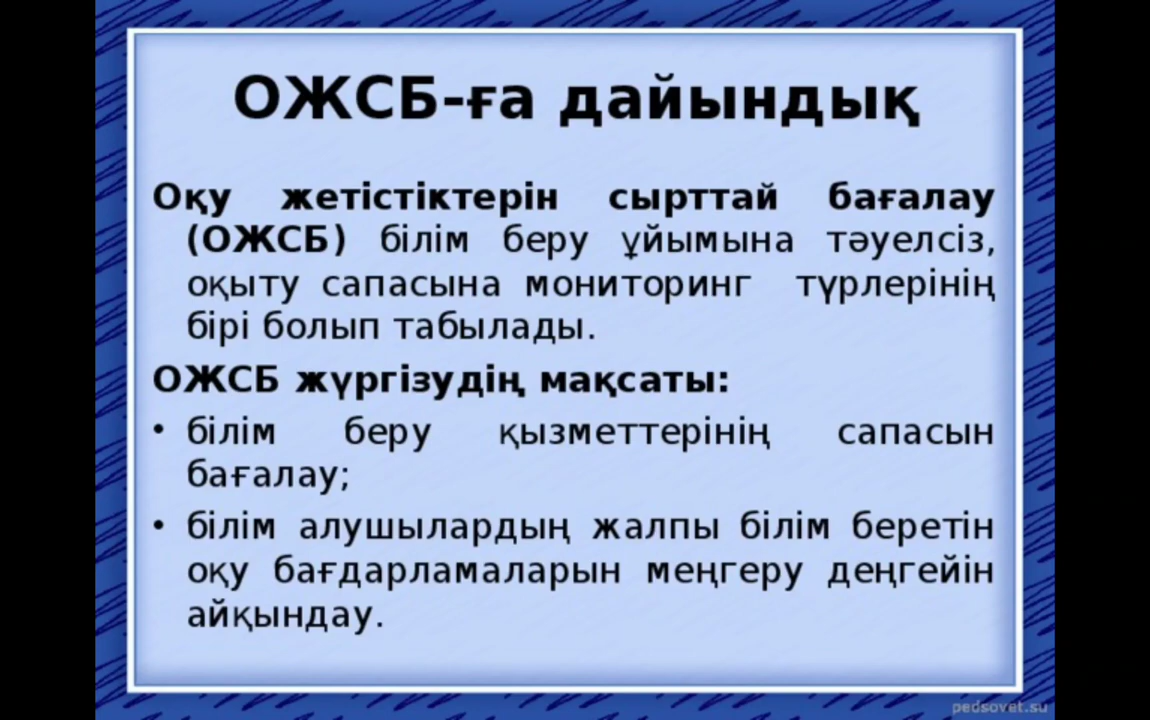 ОЖСБ-ға дайындық
Оқу жетістіктерін сырттай бағалау
(ОЖСБ) білім беру ұйымына тәуелсіз,
оқыту сапасына мониторинг түрлерінің
бірі болып табылады.
ОЖСБ жүргізудің мақсаты:
• білім беру қызметтерінің сапасын
бағалау;
• білім алушылардың жалпы білім беретін
оқу бағдарламаларын меңгеру деңгейін
айқындау.
pedsovet.su